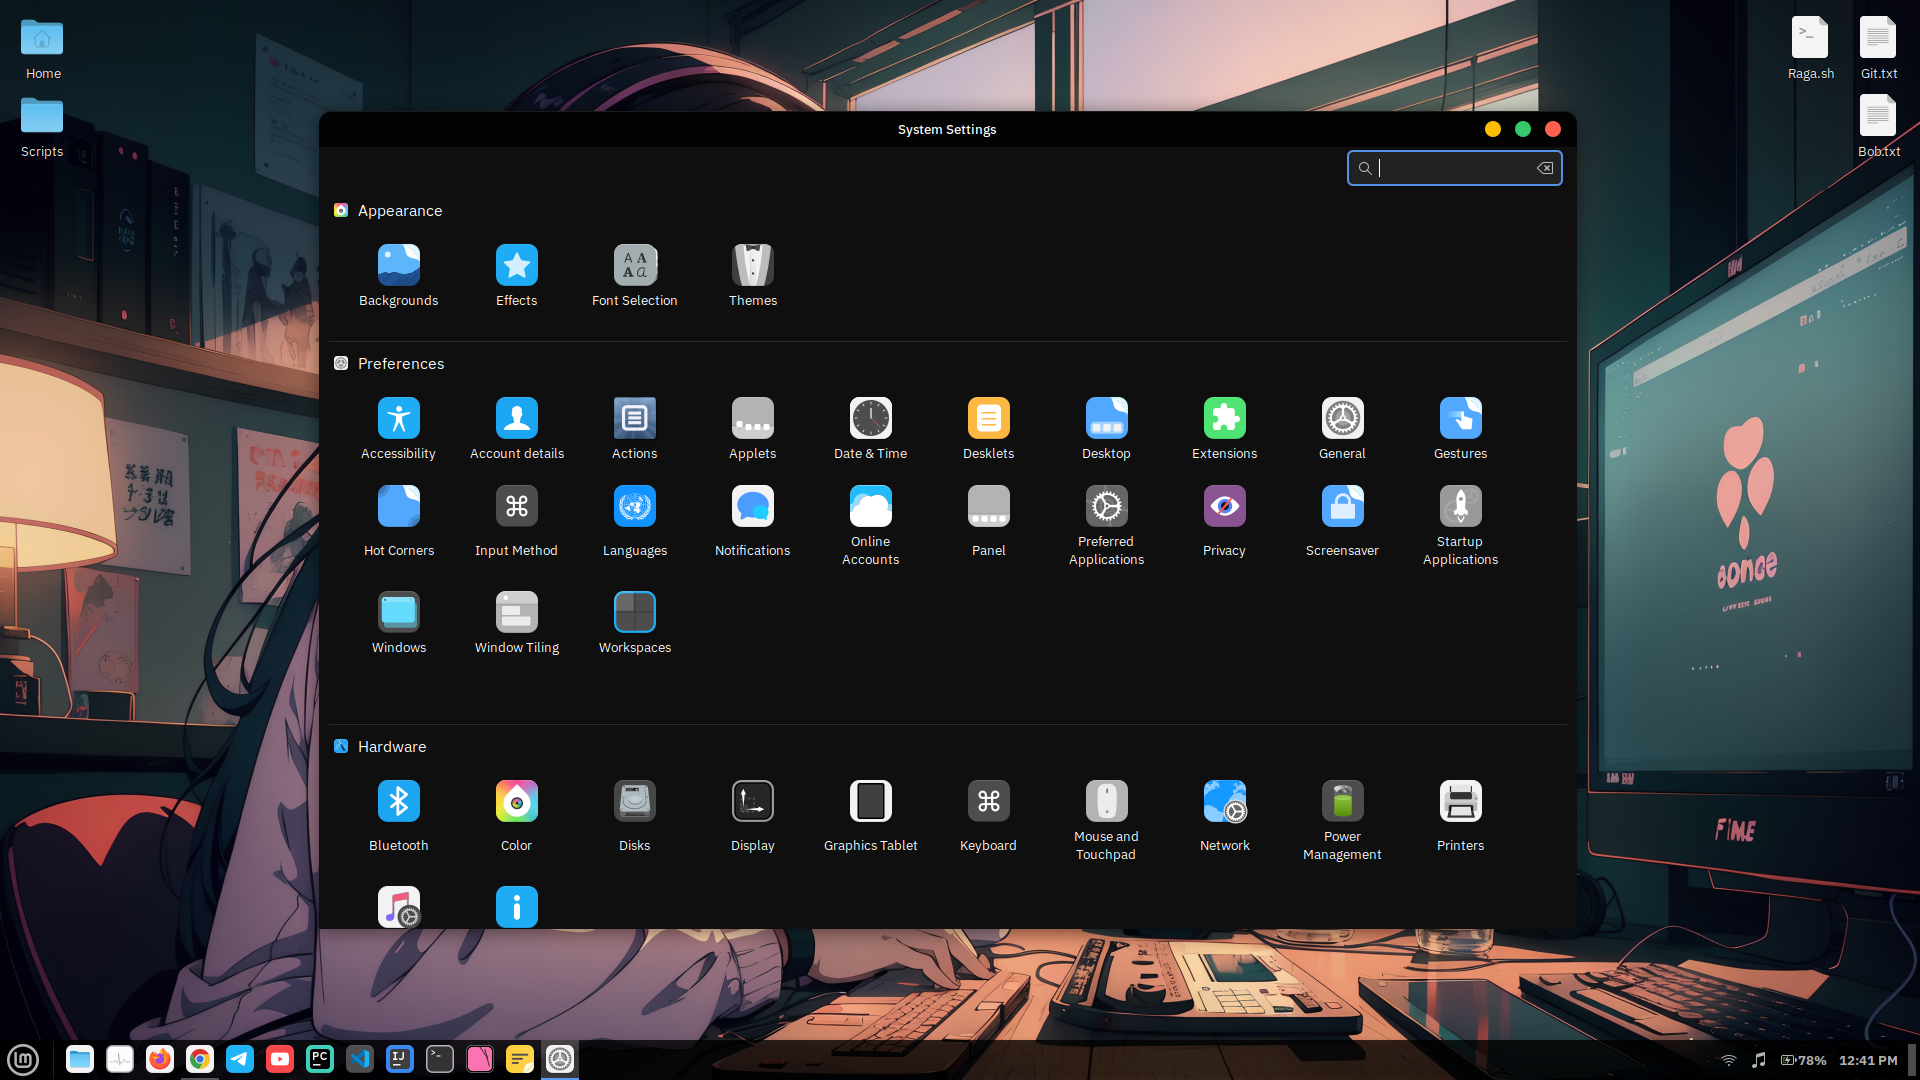 Home
Scripts
Raga.sh
Git.txt
Bob.txt
System Settings
Appearance
Backgrounds
Effects
Font Selection
Themes
Preferences
Accessibility
Account details
Actions
Applets
Date & Time
Desklets
Desktop
Extensions
General
Gestures
Hot Corners
Input Method
Languages
Notifications
Online
Accounts
Panel
Preferred
Applications
Privacy
Screensaver
Startup
Applications
Windows
Window Tiling
Workspaces
Hardware
Bluetooth
Color
Disks
Display
Graphics Tablet
Keyboard
Mouse and
Touchpad
Network
Power
Management
Printers
PC
IJ
78%
12:41 PM